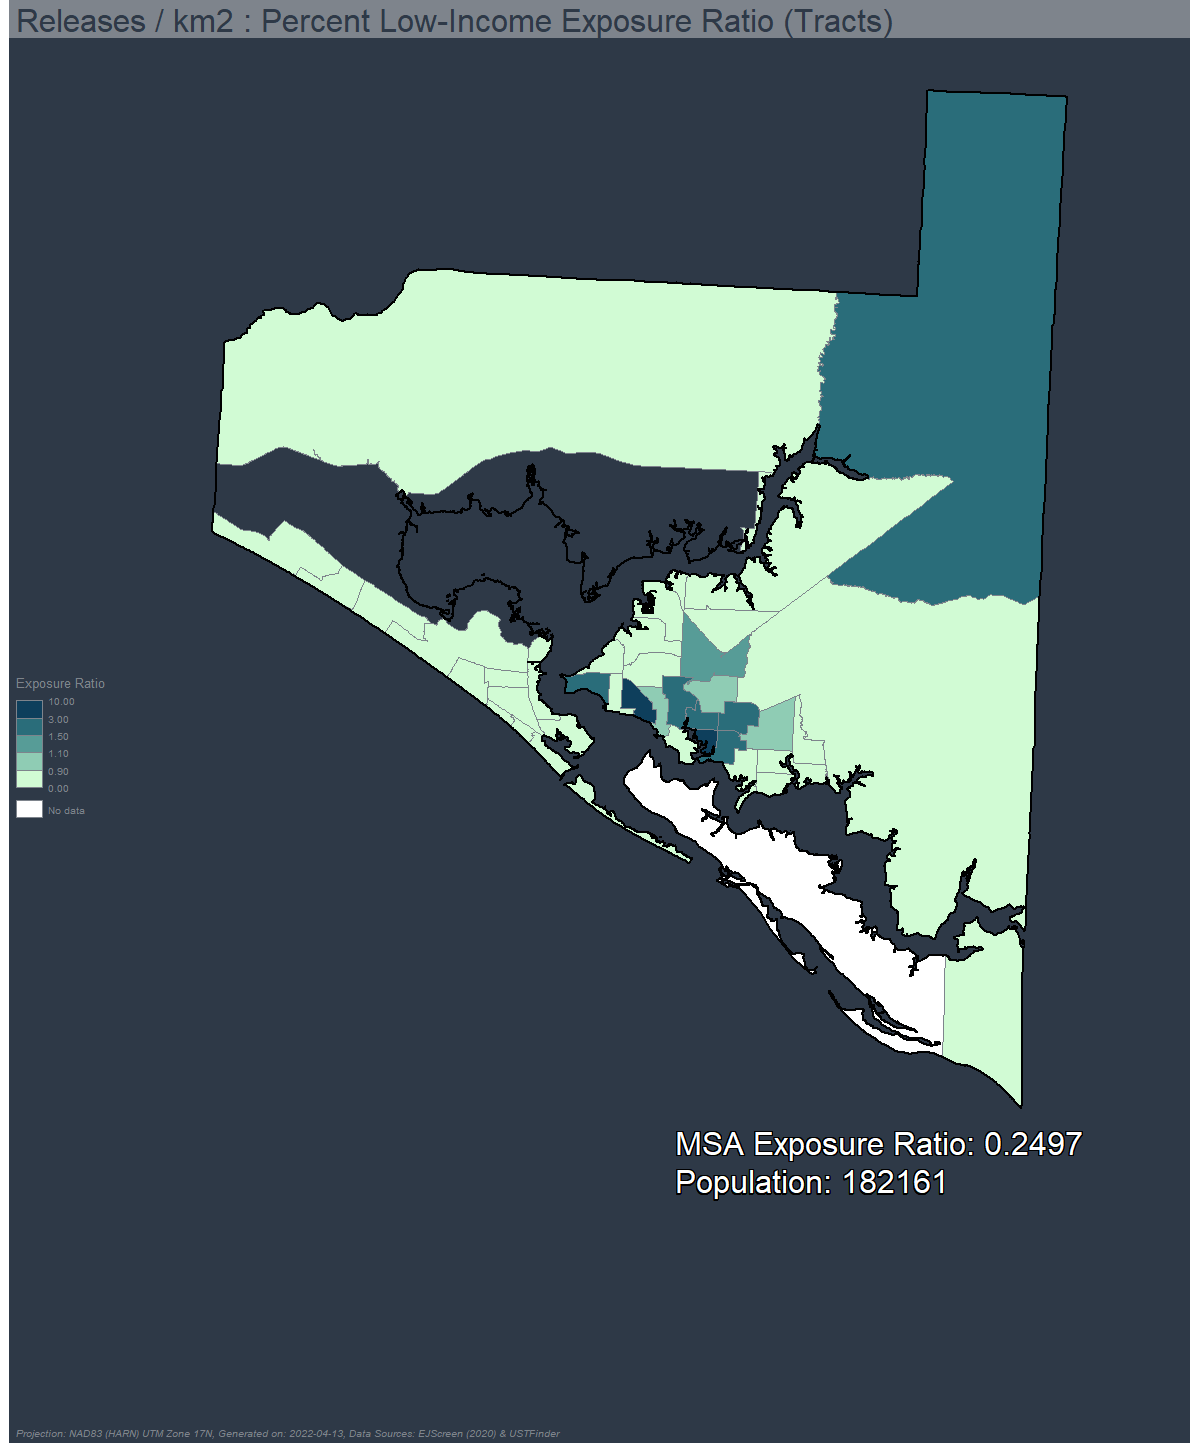 Releases / km2 : Percent Low-Income Exposure Ratio (Tracts)
Exposure Ratio
10.00
3.00
1.50
1.10
0.90
0.00
No data
MSA Exposure Ratio: 0.2497
Population: 182161
Projection: NAD83 (HARN) UTM Zone 17N, Generated on: 2022-04-13, Data Sources: EJScreen (2020) & USTFinder